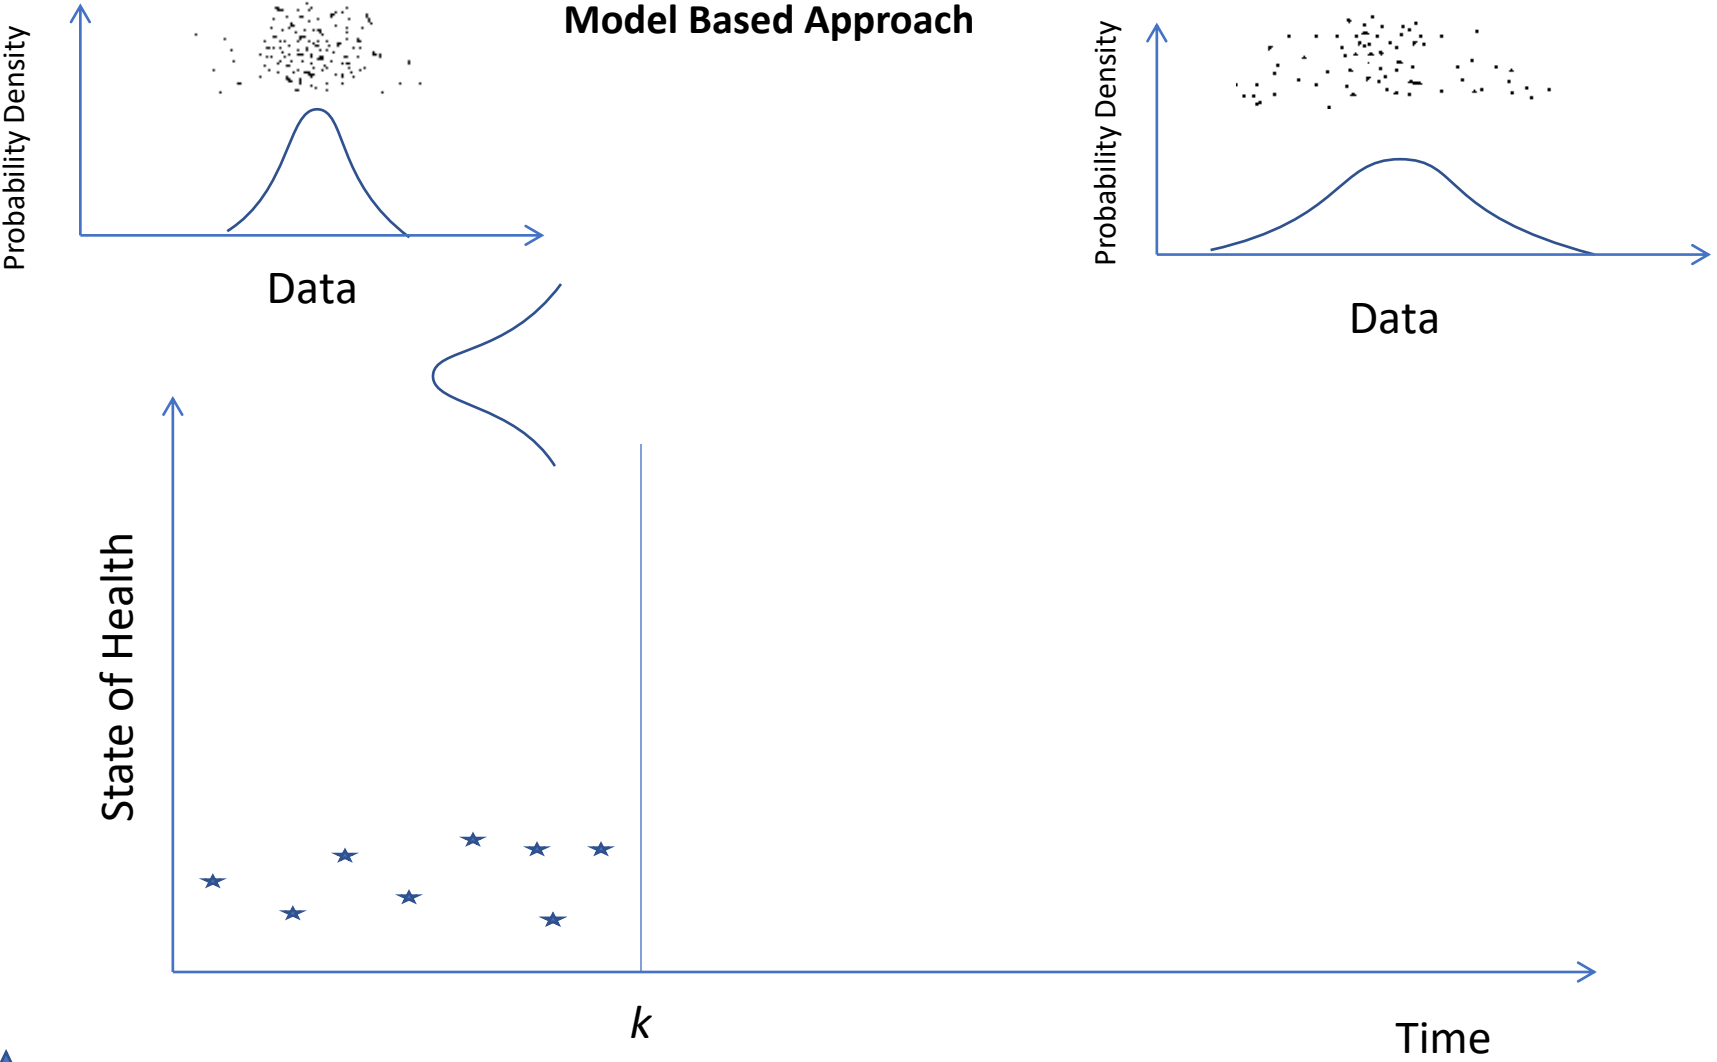 Model Based Approach
Probability Density
Data
Probability Density
Data
State of Health
k
Time